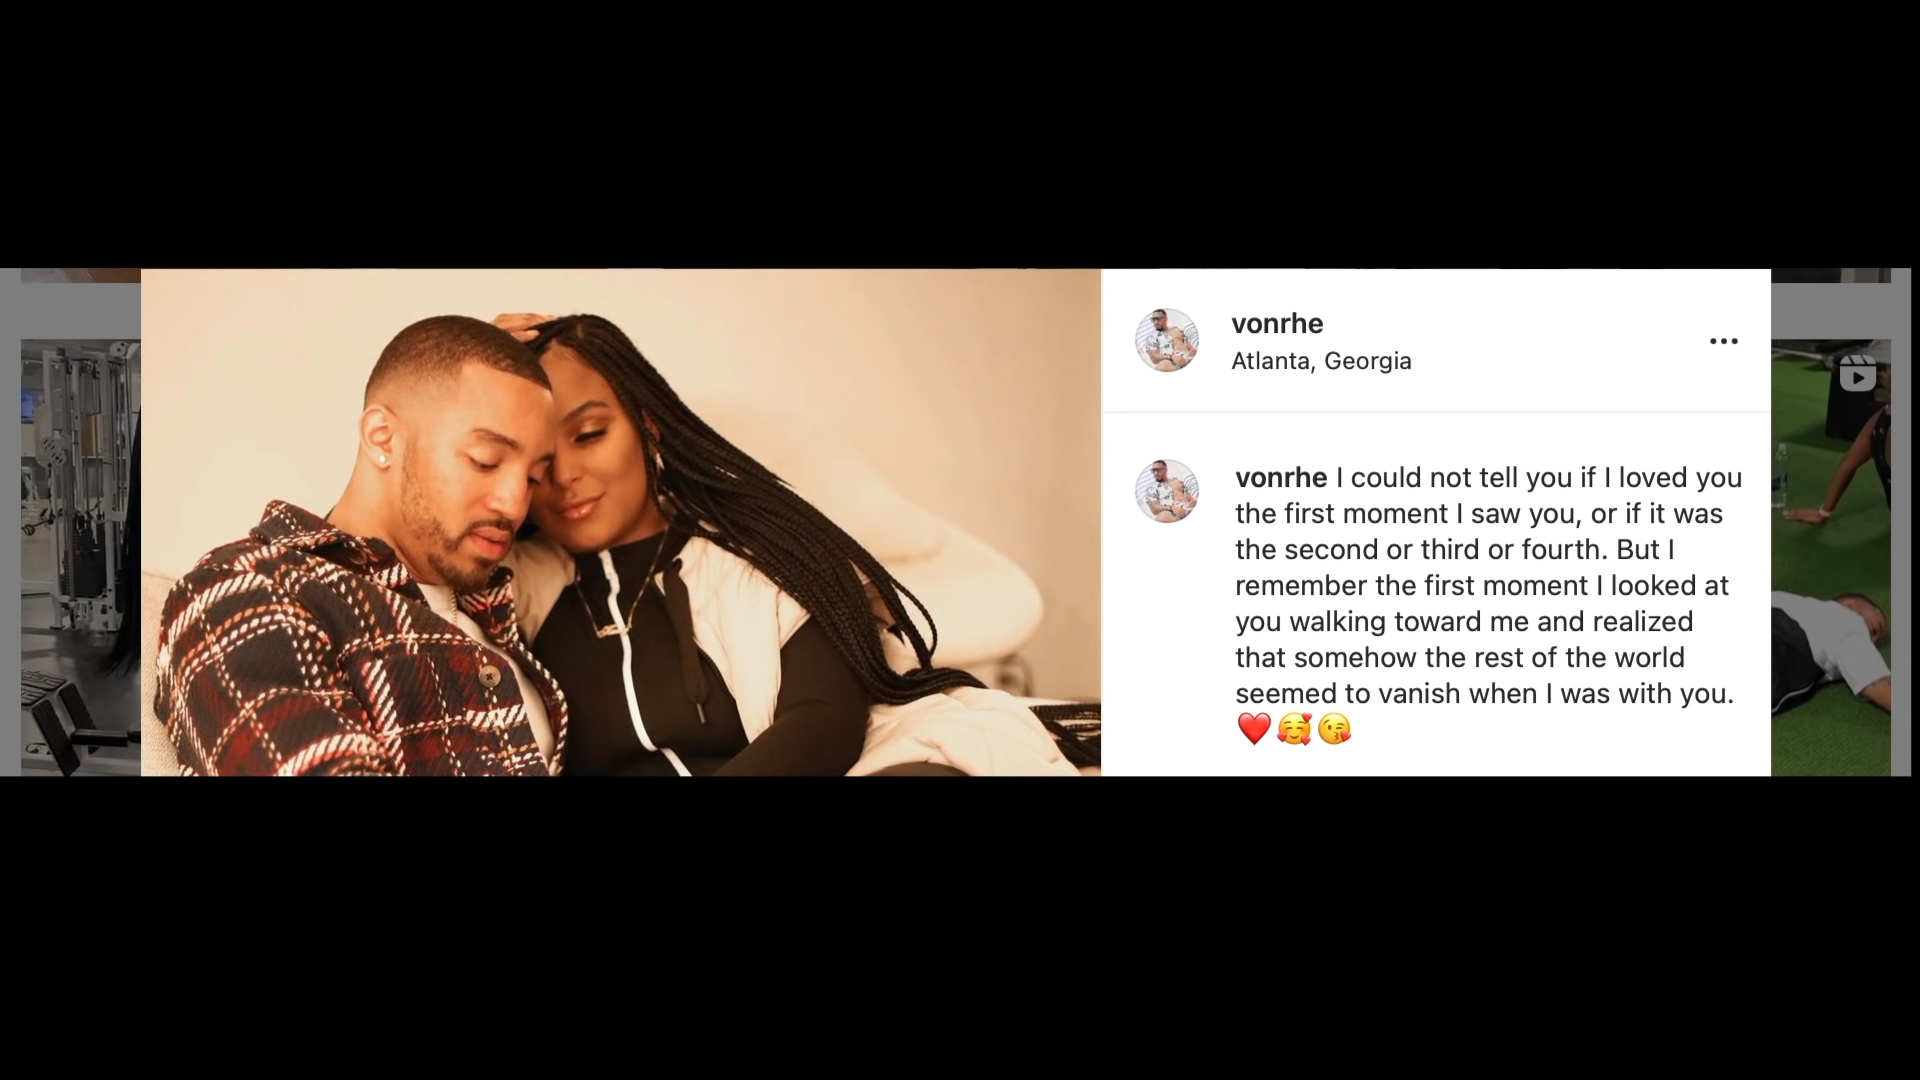 vonrhe
Atlanta, Georgia
vonrhe I could not tell you if I loved you
the first moment I saw you, or if it was
the second or third or fourth. But I
remember the first moment I looked at
you walking toward me and realized
that somehow the rest of the world
seemed to vanish when I was with you.
❤️🥰😘